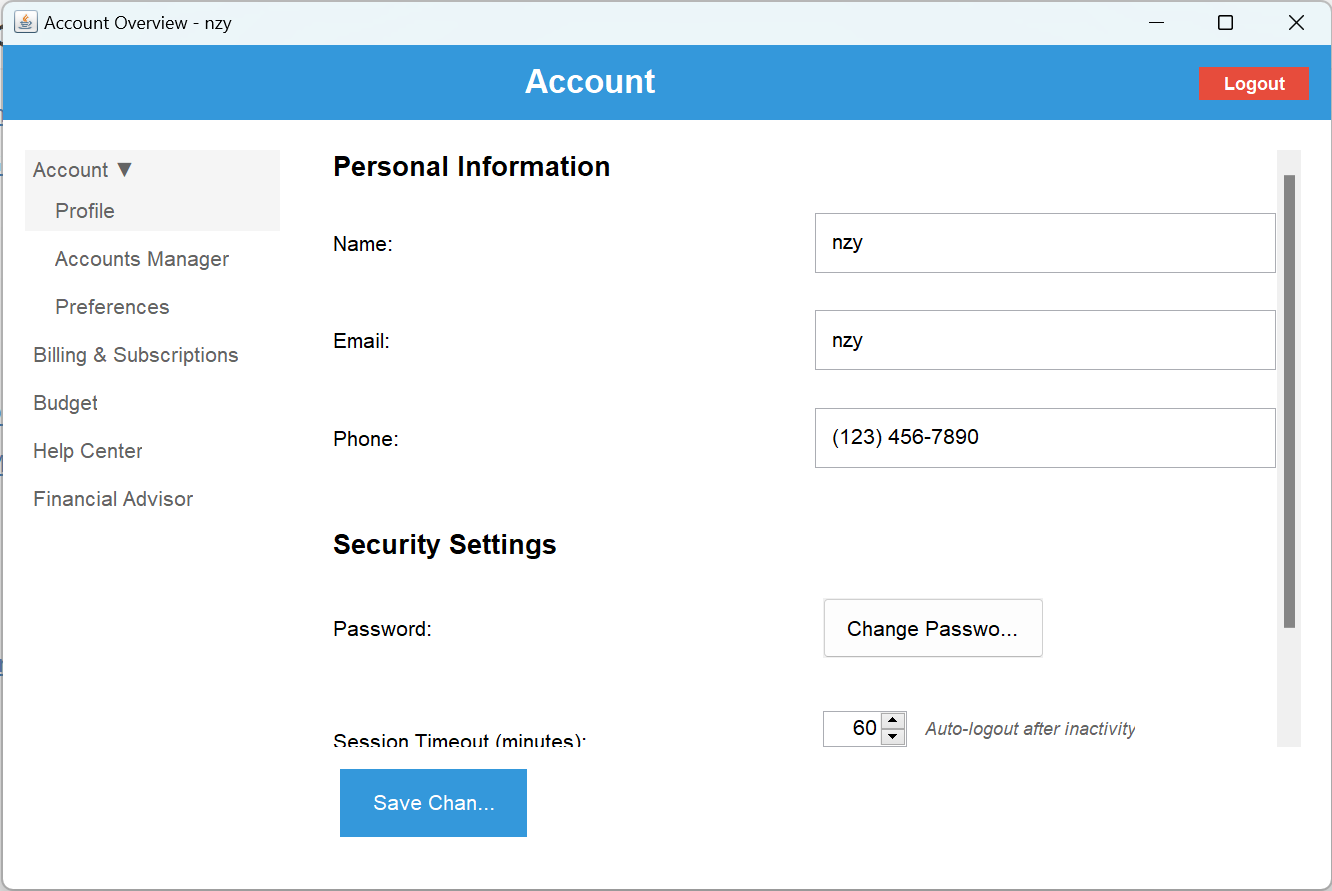 Account Overview - nzy
Account
Logout
Account ▼
Profile
Accounts Manager
Preferences
Billing & Subscriptions
Budget
Help Center
Financial Advisor
Personal Information
Name:
nzy
Email:
nzy
Phone:
(123) 456-7890
Security Settings
Password:
Change Passwo...
Session Timeout (minutes):
60
Auto-logout after inactivity
Save Chan...